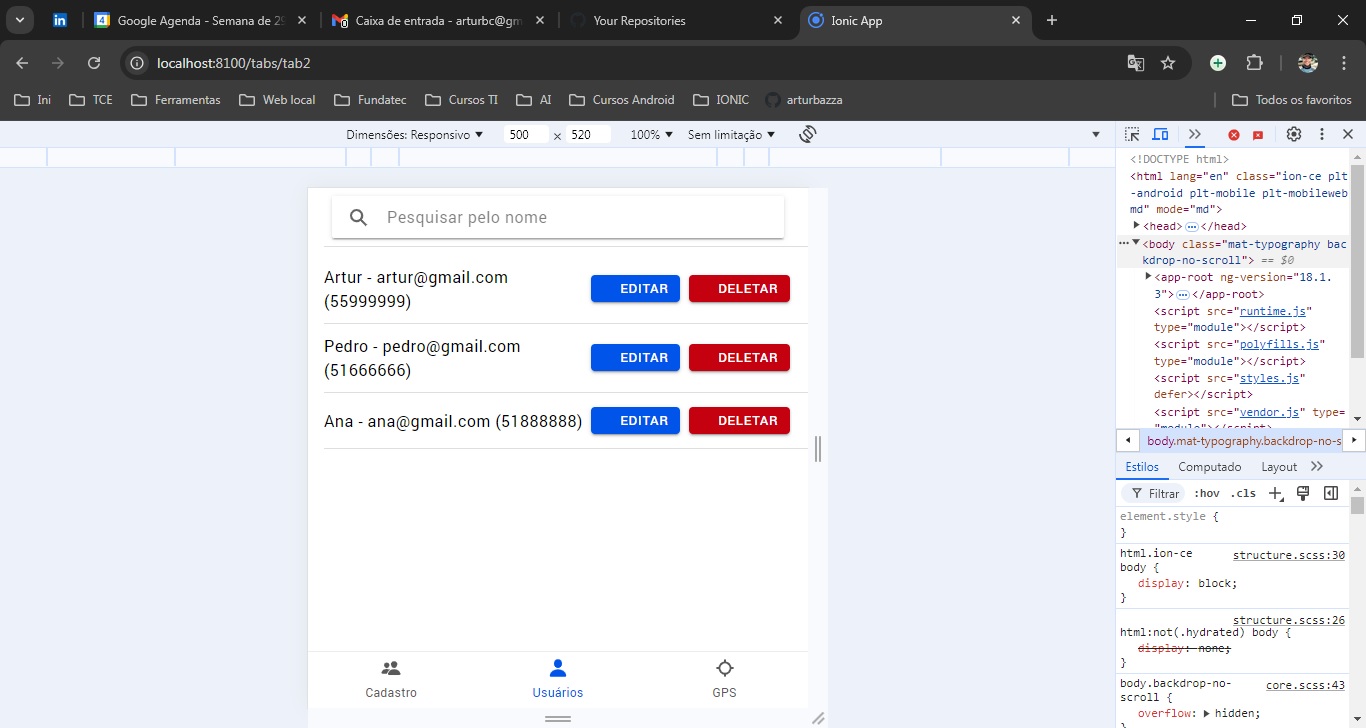 Google Agenda - Semana de 29
Caixa de entrada - arturbc@gm
Your Repositories
Ionic App
localhost:8100/tabs/tab2
Ini
TCE
Ferramentas
Web local
Fundatec
Cursos TI
AI
Cursos Android
IONIC
arturbazza
Todos os favoritos
Dimensões: Responsivo
500
×
520
100%
Sem limitação
Pesquisar pelo nome
Artur - artur@gmail.com
(55999999)
EDITAR
DELETAR
Pedro - pedro@gmail.com
(51666666)
EDITAR
DELETAR
Ana - ana@gmail.com (51888888)
EDITAR
DELETAR
Cadastro
Usuários
GPS
<!DOCTYPE html>
<html lang="en" class="ion-ce plt
-android plt-mobile plt-mobileweb
md" mode="md">
<head> ⋯ </head>
<body class="mat-typography bac
kdrop-no-scroll"> == $0
<app-root ng-version="18.1.
3"> ⋯ </app-root>
<script src="runtime.js"
type="module"></script>
<script src="polyfills.js"
type="module"></script>
<script src="styles.js"
defer></script>
<script src="vendor.js" type=
"module"></script>
body.mat-typography.backdrop-no-s
Estilos
Computado
Layout
Filtrar
:hov
.cls
element.style {
}
html.ion-ce
structure.scss:30
body {
display: block;
}
structure.scss:26
html:not(.hydrated) body {
display: none;
}
body.backdrop-no-
core.scss:43
scroll {
overflow: hidden;
}